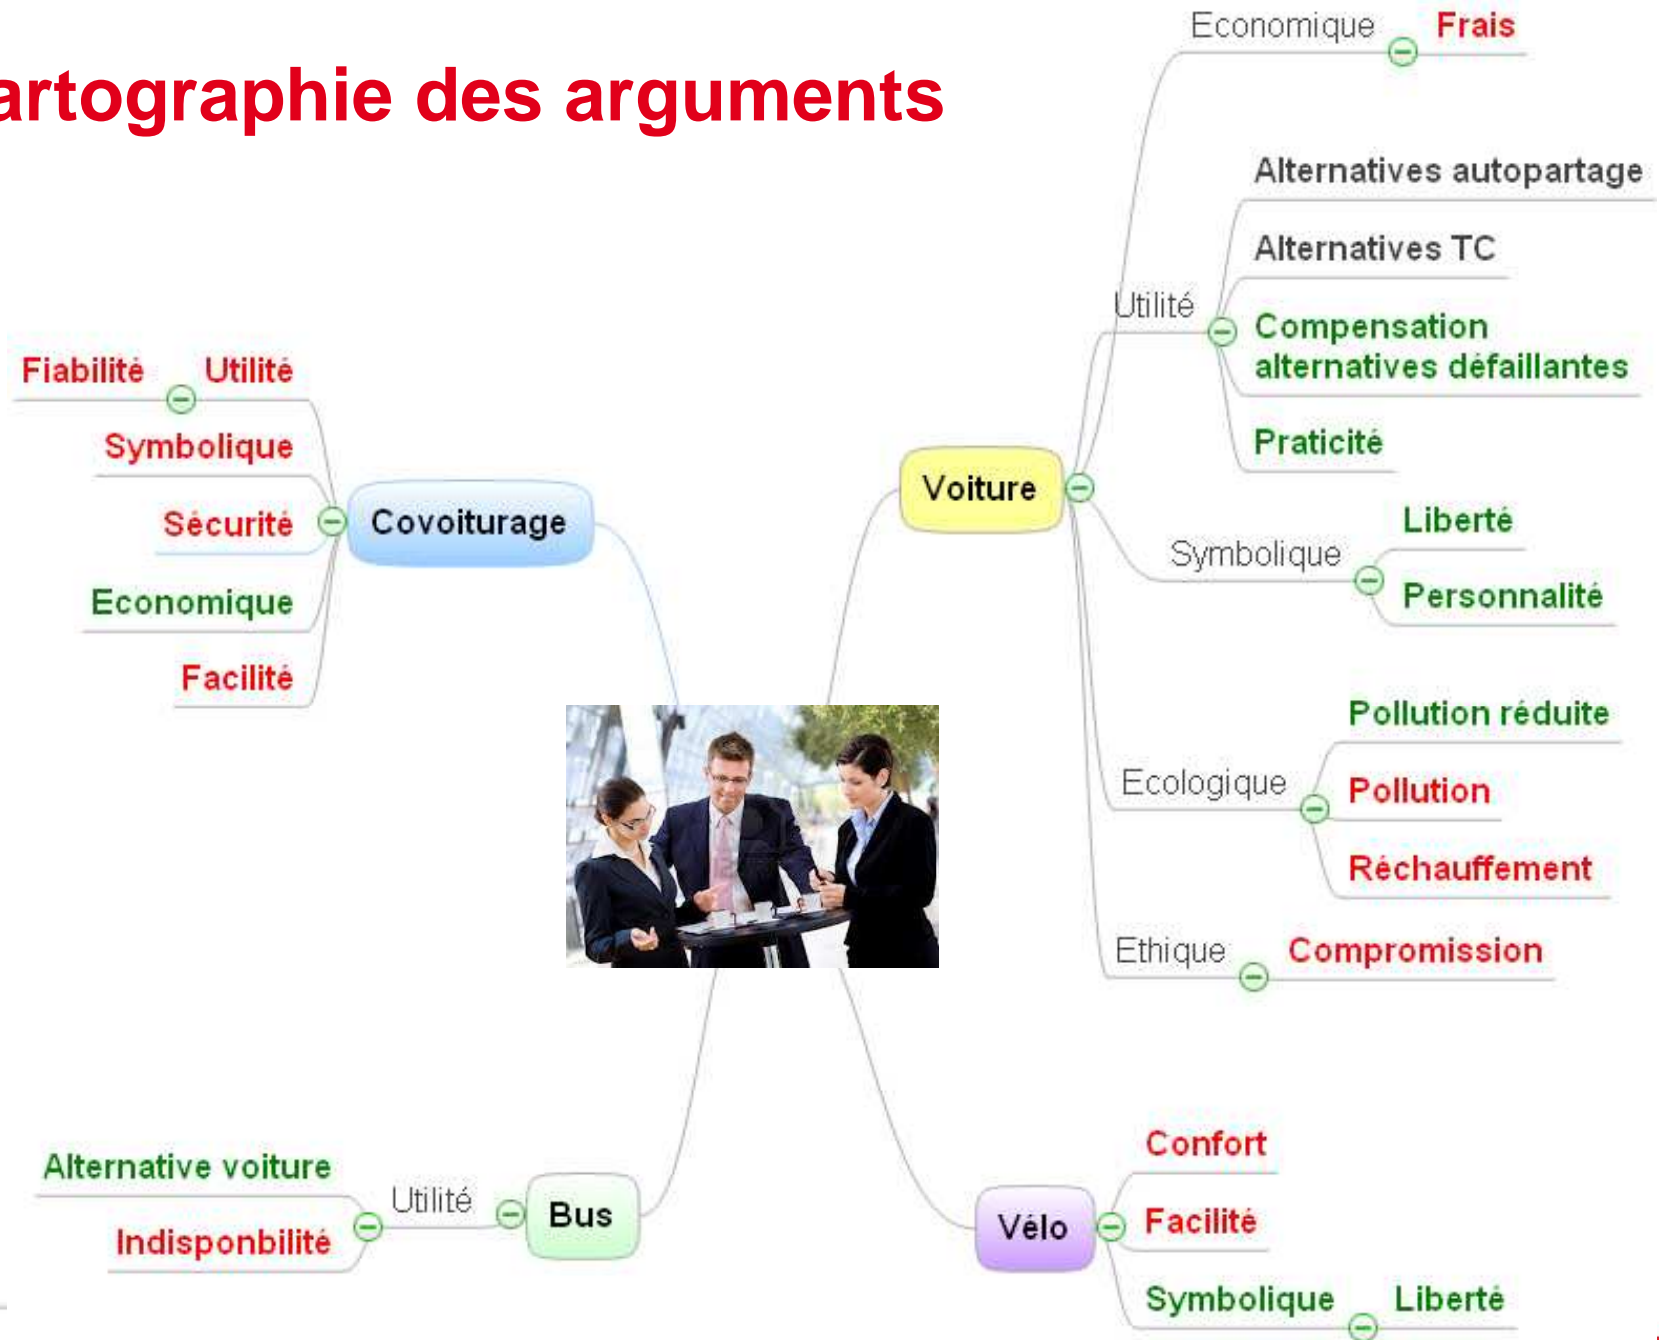 artographie des arguments
Economique
Frais
Utilité
Alternatives autopartage
Alternatives TC
Compensation
alternatives défaillantes
Praticité
Voiture
Symbolique
Liberté
Personnalité
Ecologique
Pollution réduite
Pollution
Réchauffement
Ethique
Compromission
Fiabilité
Utilité
Symbolique
Sécurité
Economique
Facilité
Covoiturage
Alternative voiture
Indisponbilité
Utilité
Bus
Vélo
Confort
Facilité
Symbolique
Liberté